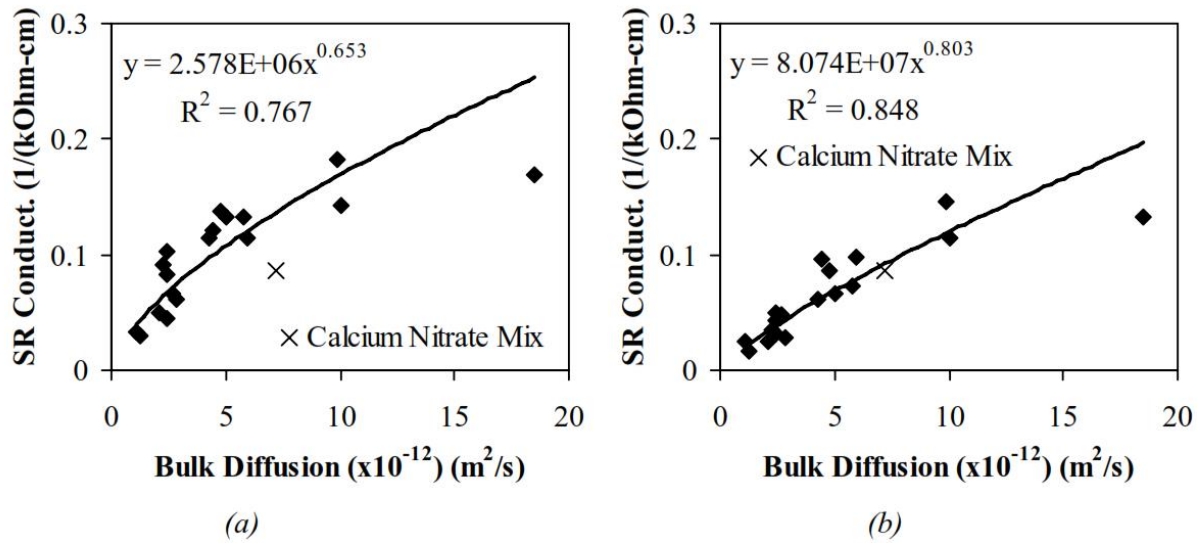 0.3
y = 2.578E+06x^0.653
R^2 = 0.767
0.2
0.1
× Calcium Nitrate Mix
0
0 5 10 15 20
SR Conduct. (1/(kOhm-cm)
Bulk Diffusion (x10^-12) (m^2/s)
(a)
0.3
y = 8.074E+07x^0.803
R^2 = 0.848
0.2
× Calcium Nitrate Mix
0.1
0
0 5 10 15 20
SR Conduct. (1/(kOhm-cm)
Bulk Diffusion (x10^-12) (m^2/s)
(b)